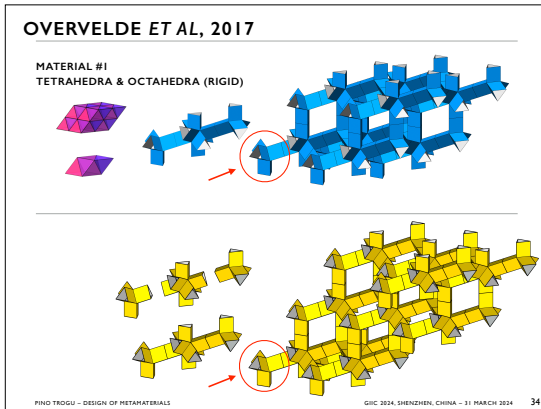 OVERVELDE ET AL, 2017
MATERIAL #1
TETRAHEDRA & OCTAHEDRA (RIGID)
PINO TROGU – DESIGN OF METAMATERIALS
GIIC 2024, SHENZHEN, CHINA – 31 MARCH 2024
34